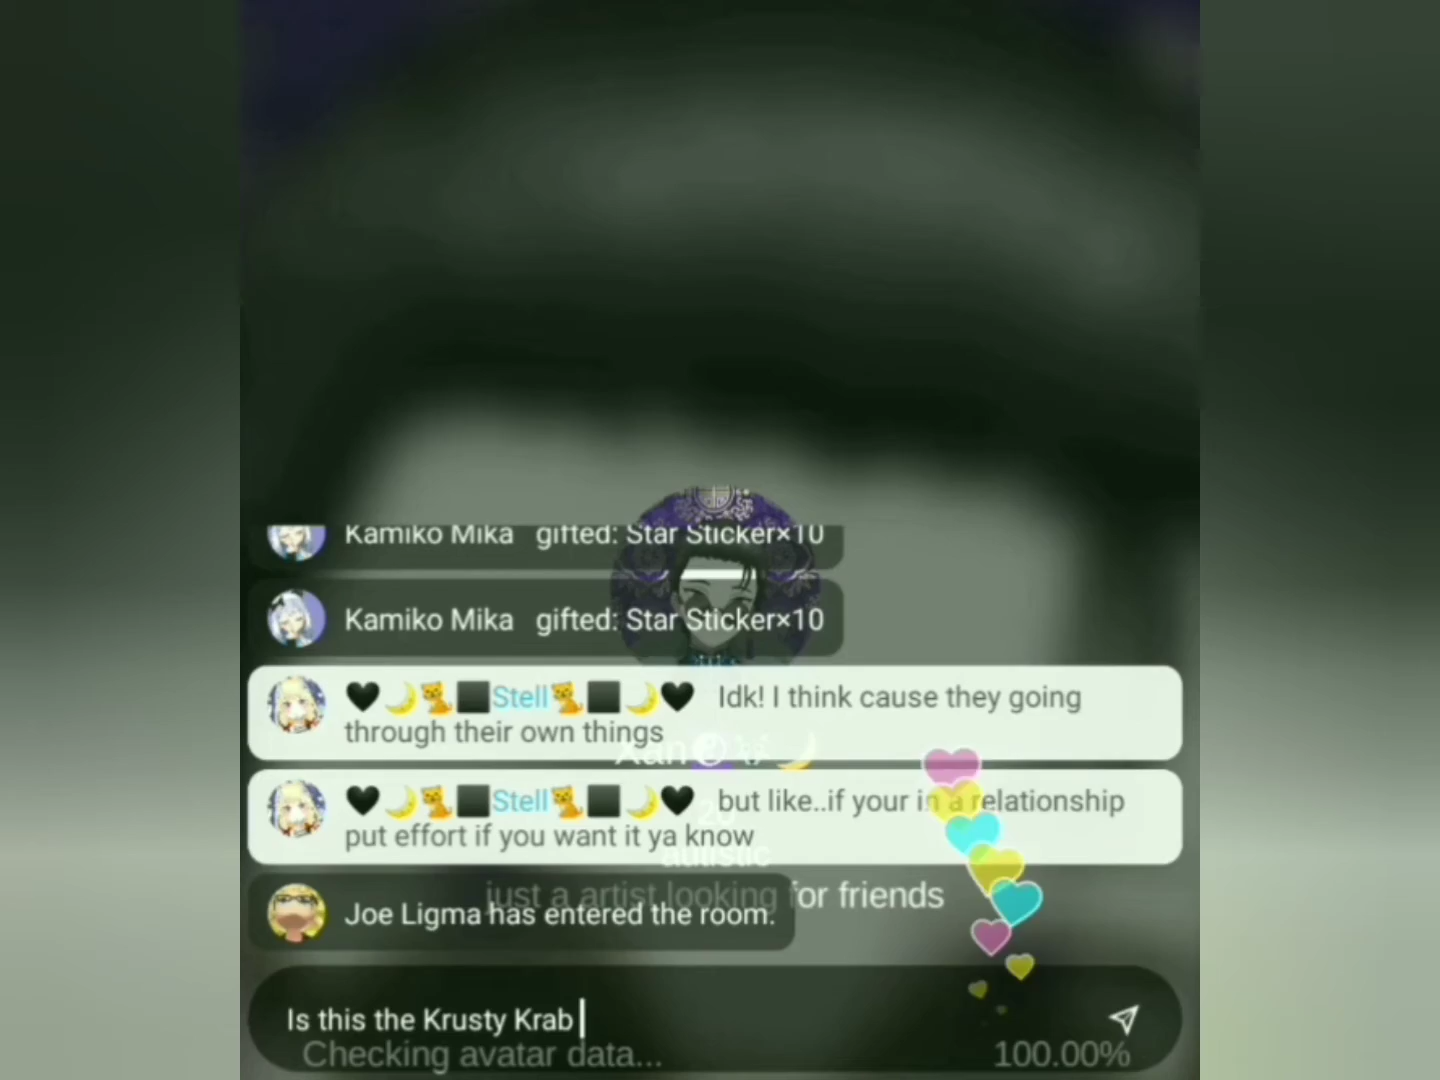 Kamiko Mika gifted: Star Sticker×10
Kamiko Mika gifted: Star Sticker×10
🖤🌙🐈⬛Stell🐈⬛🌙🖤 Idk! I think cause they going
through their own things
Xan☯
🖤🌙🐈⬛Stell🐈⬛🌙🖤 but like..if your in a relationship
20
put effort if you want it ya know
autistic
just a artist looking for friends
Joe Ligma has entered the room.
Is this the Krusty Krab
Checking avatar data... 100.00%